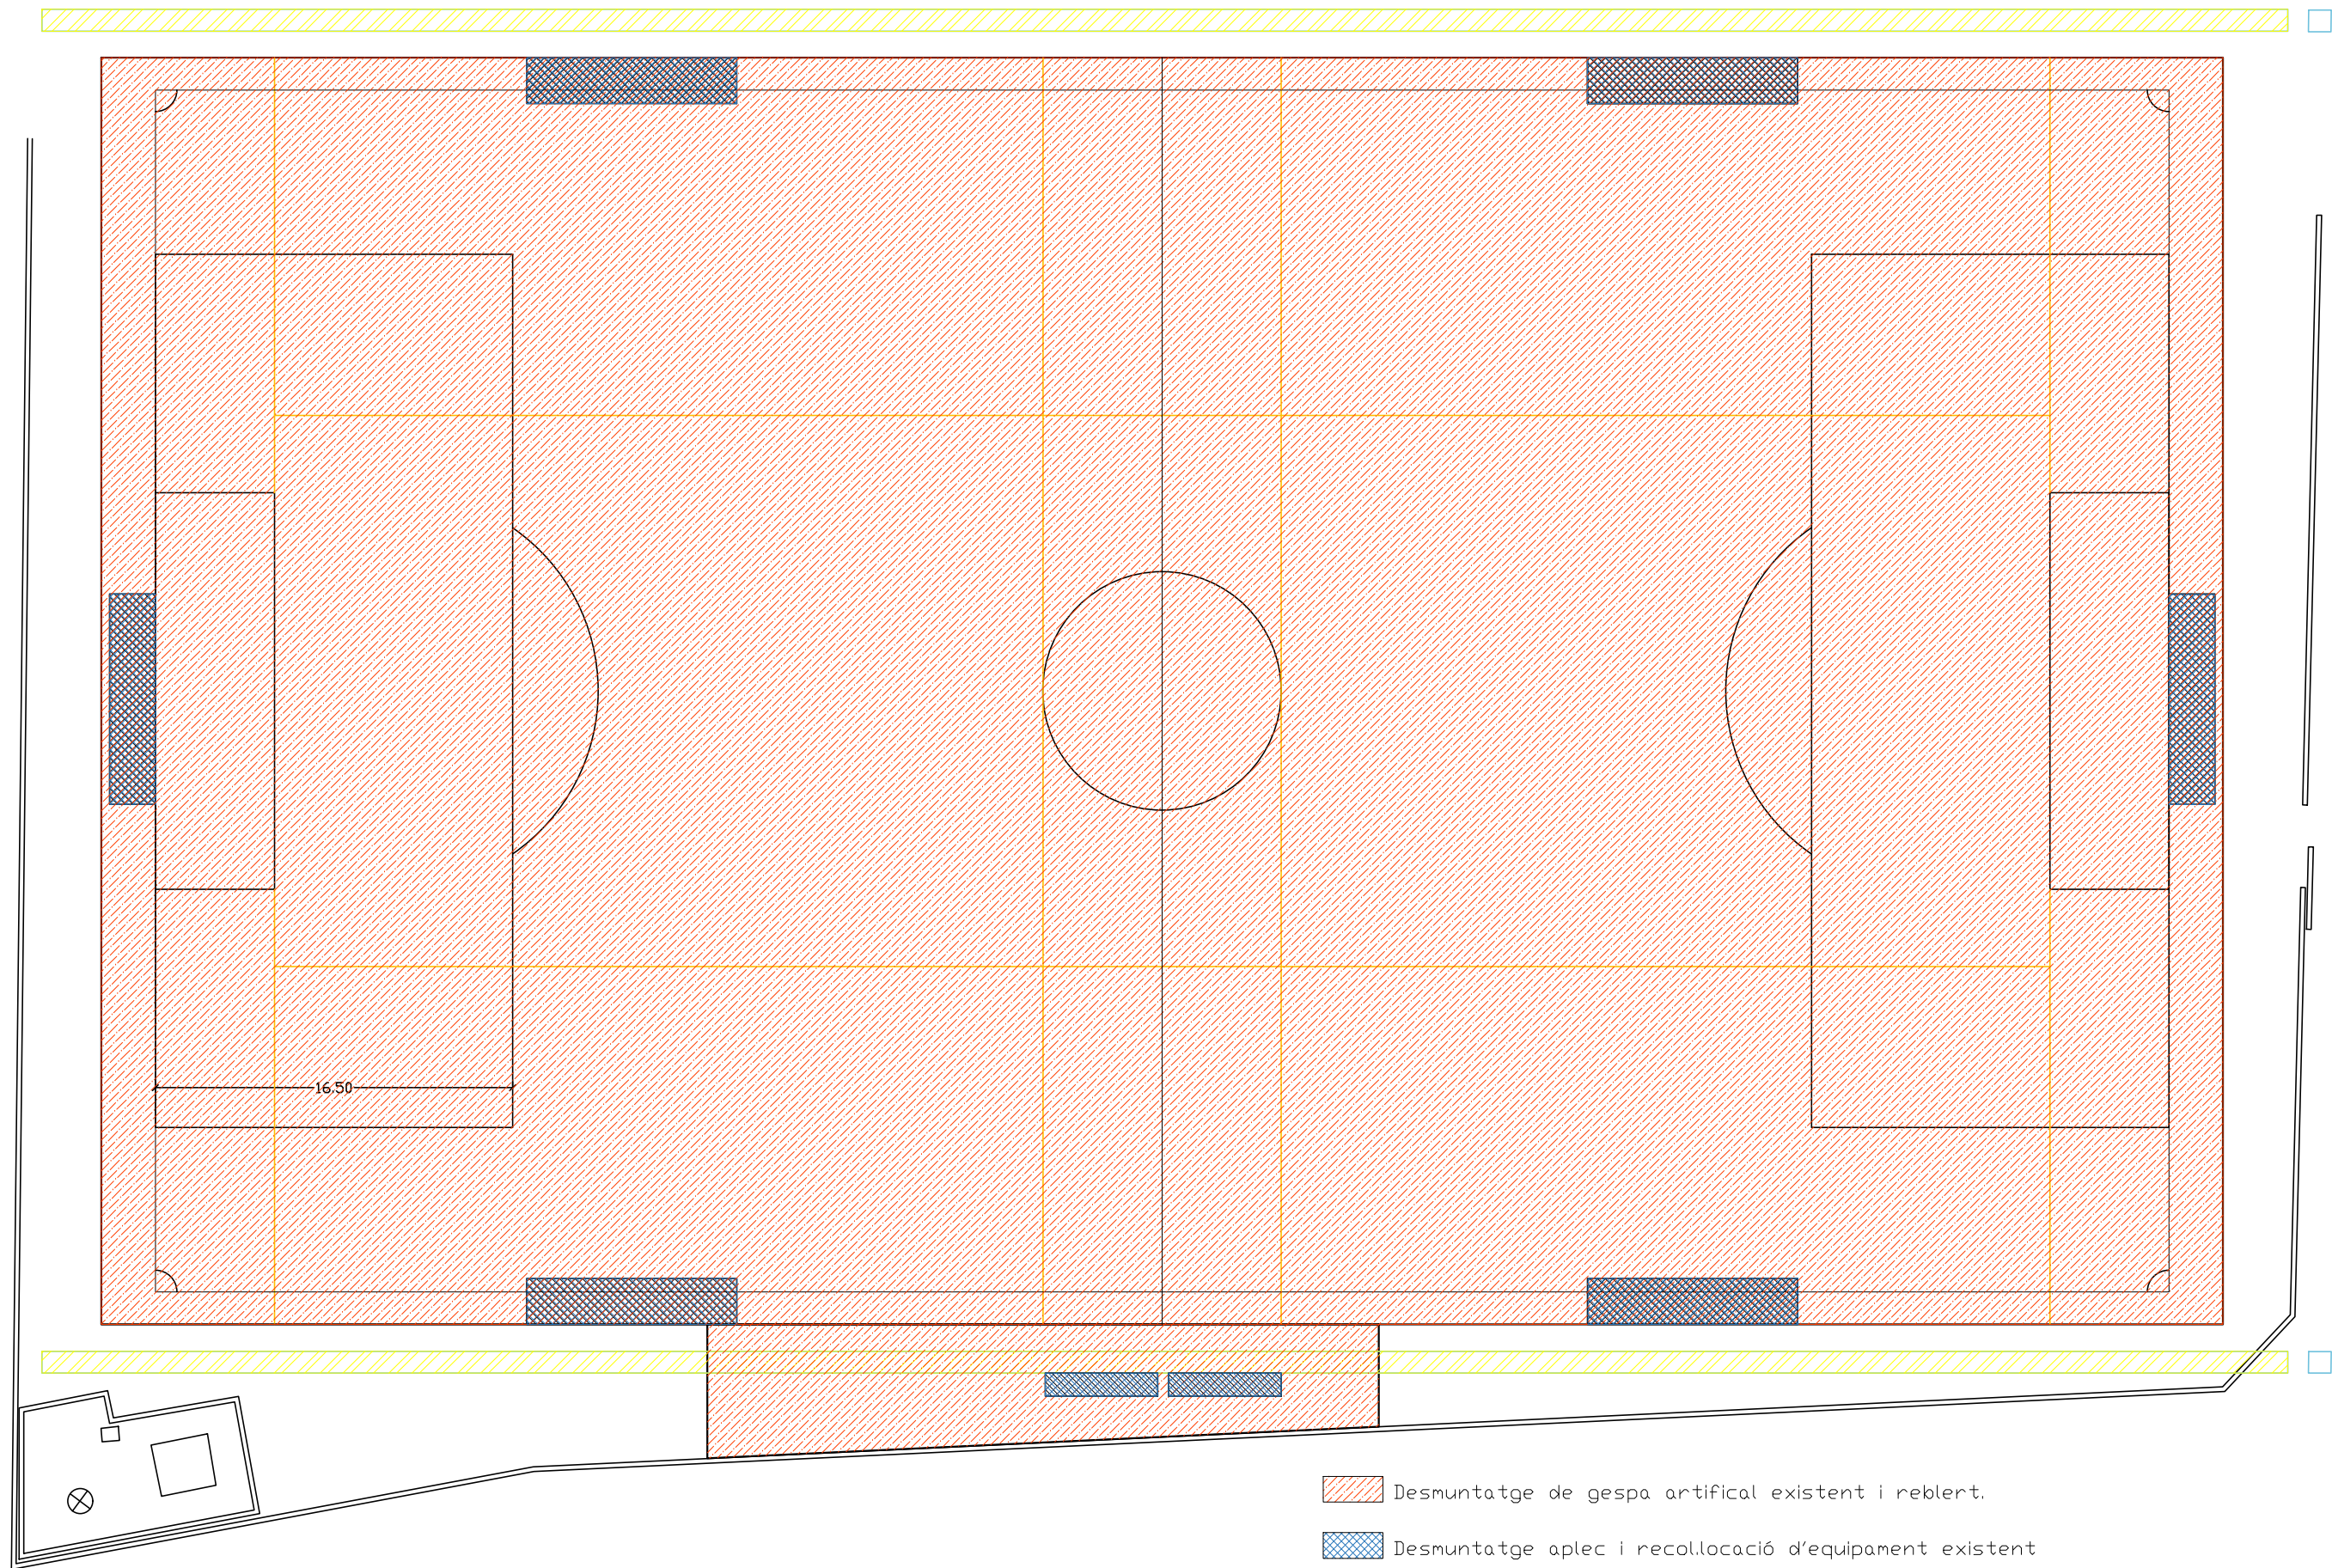 16.50
Desmuntatge de gespa artifical existent i reblert.
Desmuntatge aplec i recol.locació d'equipament existent